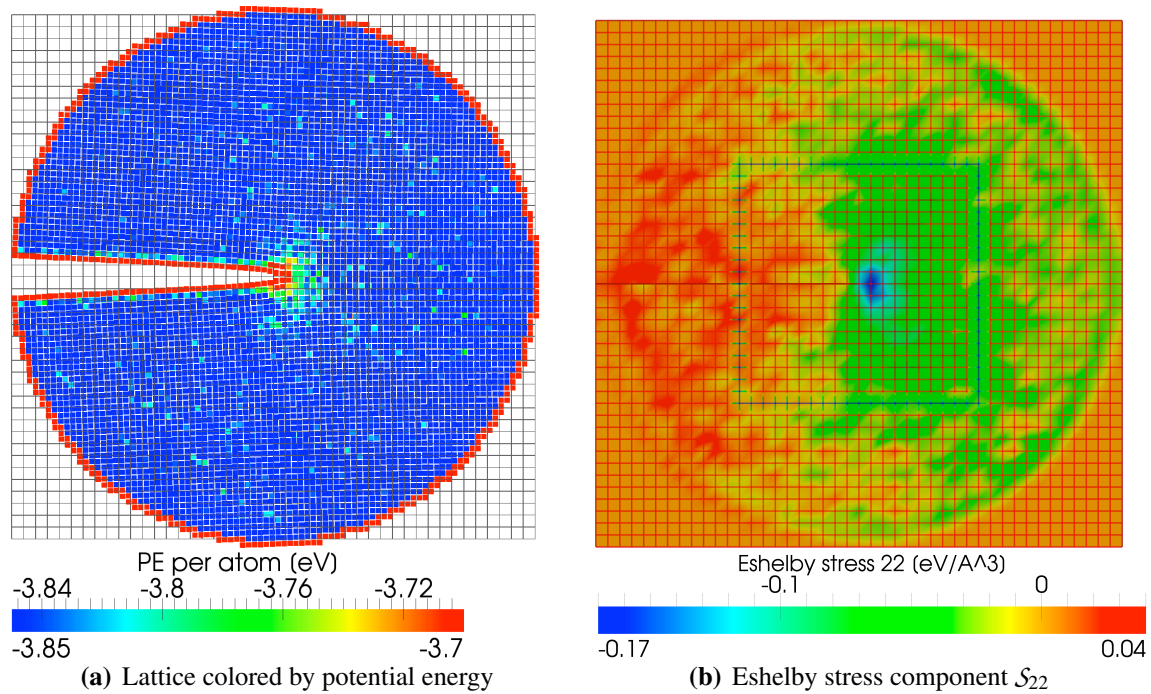 PE per atom (eV)
-3.84 -3.8 -3.76 -3.72
-3.85 -3.7
(a) Lattice colored by potential energy
Eshelby stress 22 (eV/A^3)
-0.1 0
-0.17 0.04
(b) Eshelby stress component 𝒮22